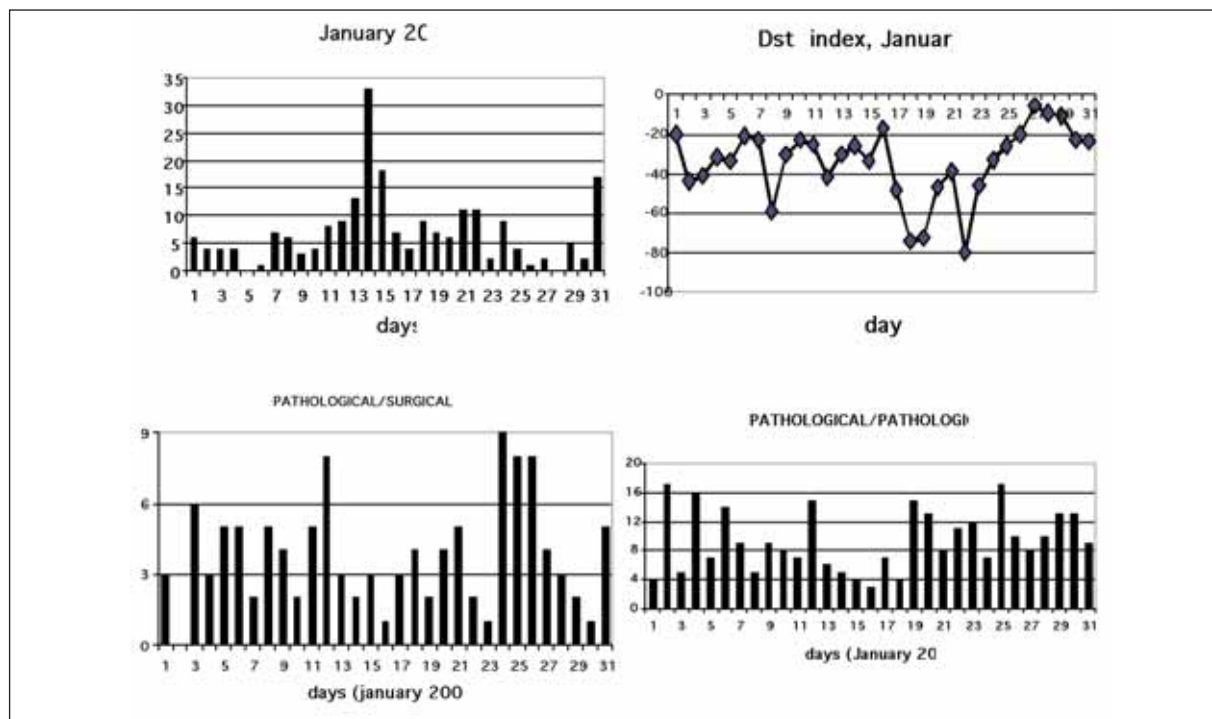 January 20
35
30
25
20
15
10
5
0
1 3 5 7 9 11 13 15 17 19 21 23 25 27 29 31
days
Dst index, Januar
0
1 3 5 7 9 11 13 15 17 19 21 23 25 27 29 31
-20
-40
-60
-80
-100
day
PATHOLOGICAL/SURGICAL
9
6
3
0
1 3 5 7 9 11 13 15 17 19 21 23 25 27 29 31
days (january 200
PATHOLOGICAL/PATHOLOGI
20
16
12
8
4
0
1 3 5 7 9 11 13 15 17 19 21 23 25 27 29 31
days (January 20